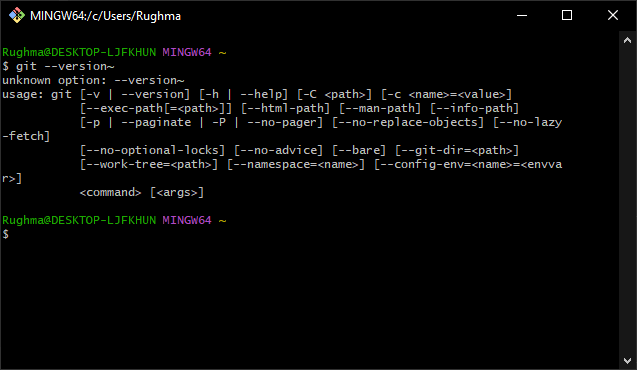 MINGW64:/c/Users/Rughma
Rughma@DESKTOP-LJFKHUN MINGW64 ~
$ git --version~
unknown option: --version~
usage: git [-v | --version] [-h | --help] [-C <path>] [-c <name>=<value>]
           [--exec-path[=<path>]] [--html-path] [--man-path] [--info-path]
           [-p | --paginate | -P | --no-pager] [--no-replace-objects] [--no-lazy
-fetch]
           [--no-optional-locks] [--no-advice] [--bare] [--git-dir=<path>]
           [--work-tree=<path>] [--namespace=<name>] [--config-env=<name>=<envva
r>]
           <command> [<args>]
Rughma@DESKTOP-LJFKHUN MINGW64 ~
$